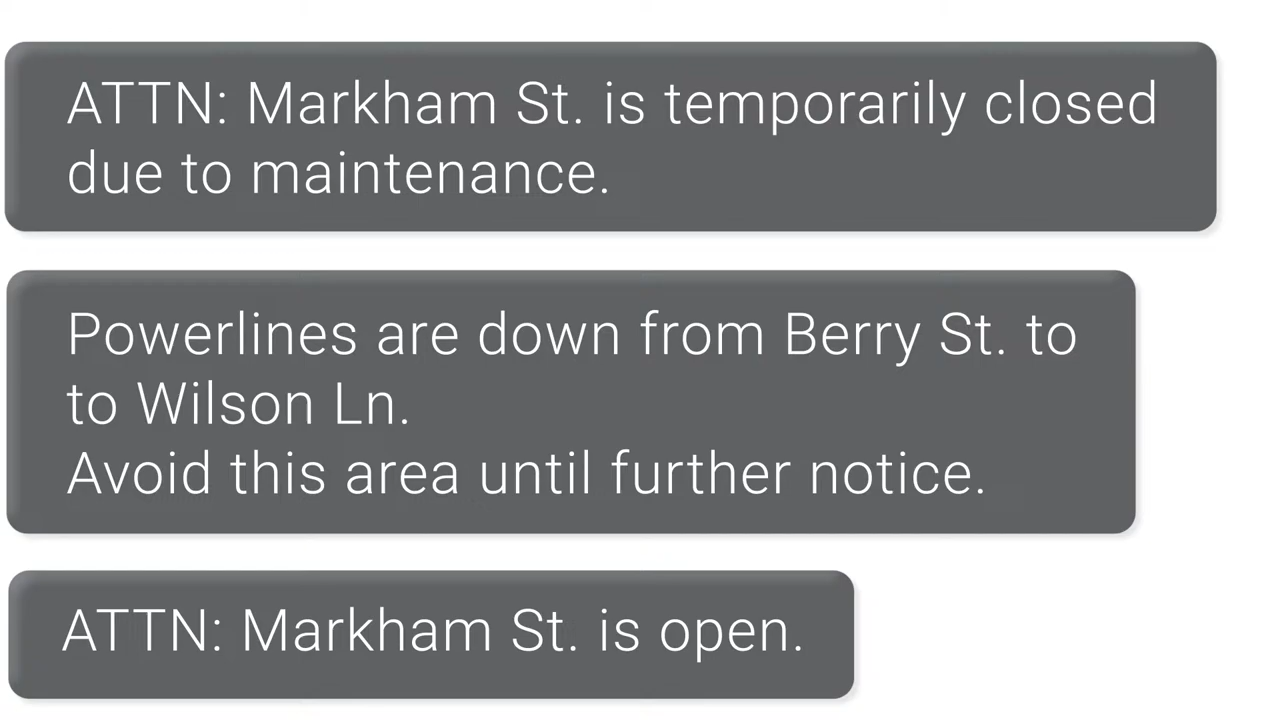 ATTN: Markham St. is temporarily closed
due to maintenance.
Powerlines are down from Berry St. to
to Wilson Ln.
Avoid this area until further notice.
ATTN: Markham St. is open.